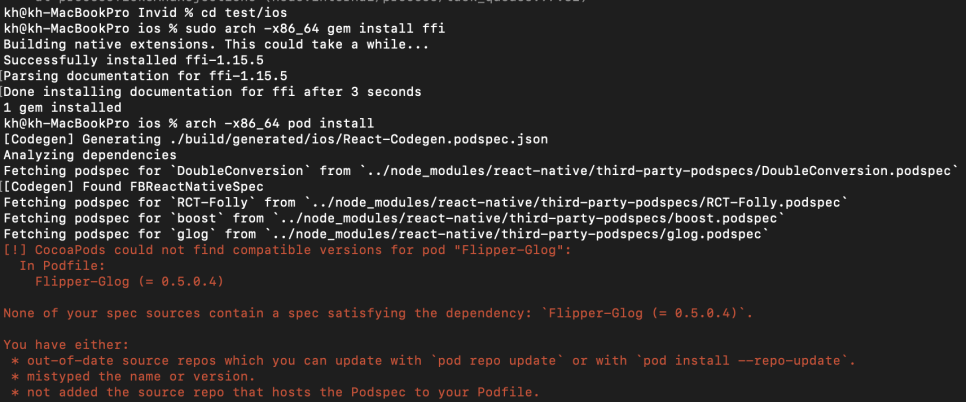 kh@kh-MacBookPro Invid % cd test/ios
kh@kh-MacBookPro ios % sudo arch -x86_64 gem install ffi
Building native extensions. This could take a while...
Successfully installed ffi-1.15.5
[Parsing documentation for ffi-1.15.5
[Done installing documentation for ffi after 3 seconds
1 gem installed
kh@kh-MacBookPro ios % arch -x86_64 pod install
[Codegen] Generating ./build/generated/ios/React-Codegen.podspec.json
Analyzing dependencies
Fetching podspec for `DoubleConversion` from `../node_modules/react-native/third-party-podspecs/DoubleConversion.podspec`
[[Codegen] Found FBReactNativeSpec
Fetching podspec for `RCT-Folly` from `../node_modules/react-native/third-party-podspecs/RCT-Folly.podspec`
Fetching podspec for `boost` from `../node_modules/react-native/third-party-podspecs/boost.podspec`
Fetching podspec for `glog` from `../node_modules/react-native/third-party-podspecs/glog.podspec`
[!] CocoaPods could not find compatible versions for pod "Flipper-Glog":
In Podfile:
Flipper-Glog (= 0.5.0.4)
None of your spec sources contain a spec satisfying the dependency: `Flipper-Glog (= 0.5.0.4)`.
You have either:
* out-of-date source repos which you can update with `pod repo update` or with `pod install --repo-update`.
* mistyped the name or version.
* not added the source repo that hosts the Podspec to your Podfile.